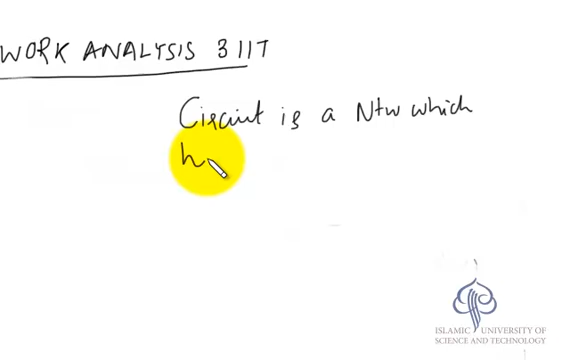 WORK ANALYSIS 3 IIT
Circuit is a Ntw which
h
ISLAMIC UNIVERSITY OF
SCIENCE AND TECHNOLOGY